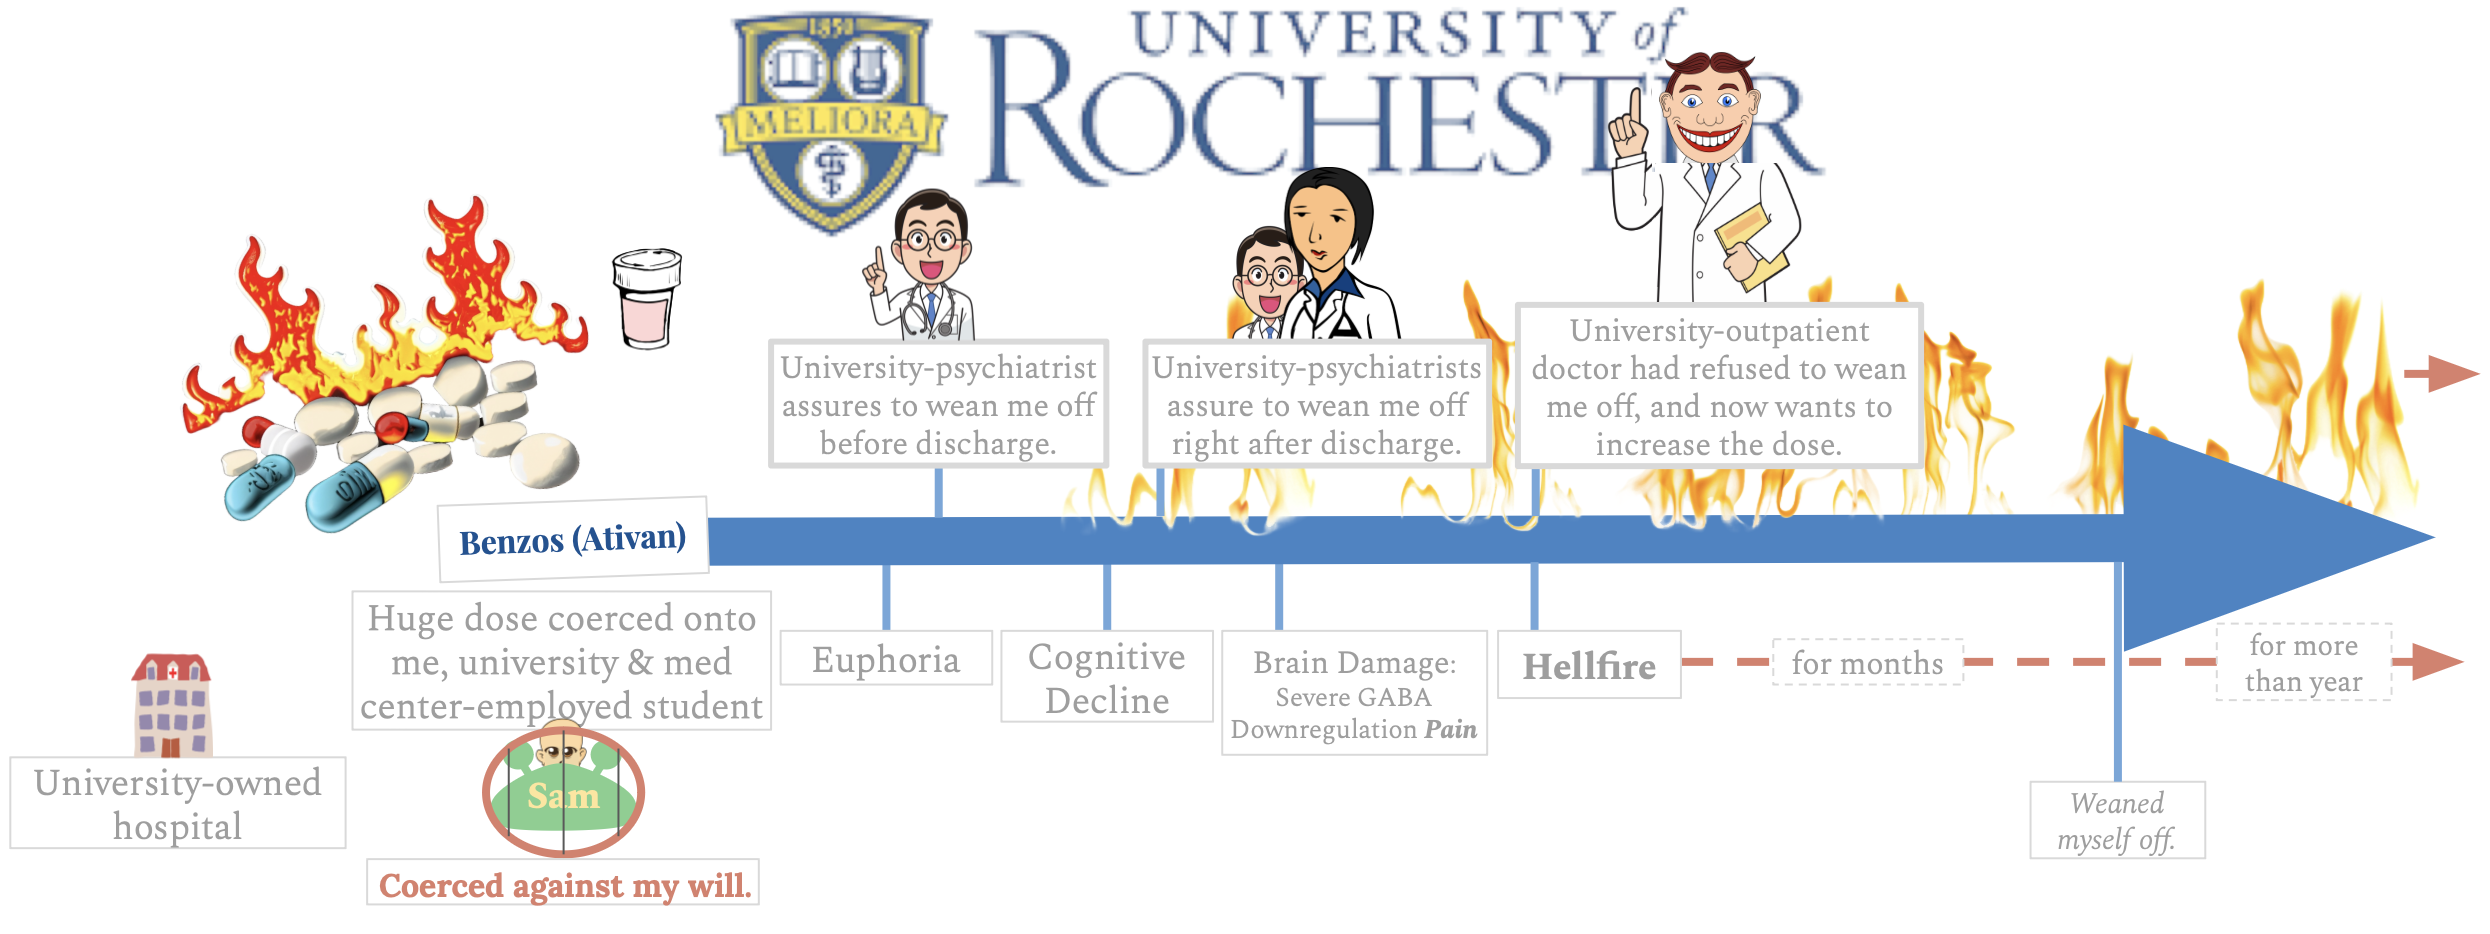 1850
MELIORA
UNIVERSITY of
ROCHESTER
University-psychiatrist
assures to wean me off
before discharge.
University-psychiatrists
assure to wean me off
right after discharge.
University-outpatient
doctor had refused to wean
me off, and now wants to
increase the dose.
Benzos (Ativan)
Huge dose coerced onto
me, university & med
center-employed student
Euphoria
Cognitive
Decline
Brain Damage:
Severe GABA
Downregulation Pain
Hellfire
for months
for more
than year
University-owned
hospital
Sam
Coerced against my will.
Weaned
myself off.